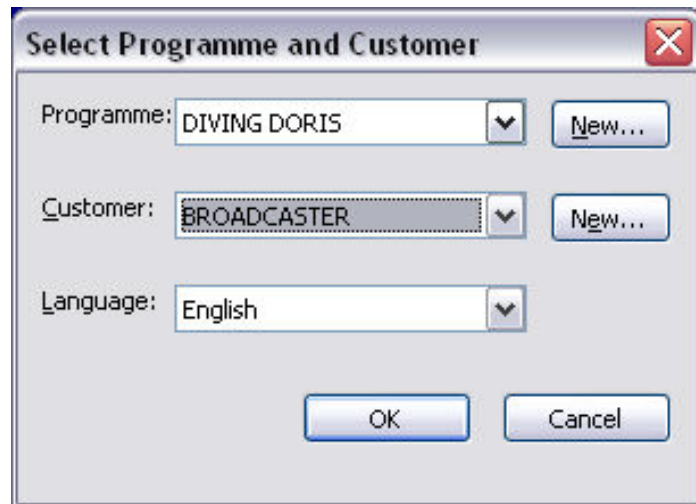 Select Programme and Customer
Programme: DIVING DORIS New...
Customer: BROADCASTER New...
Language: English
OK Cancel